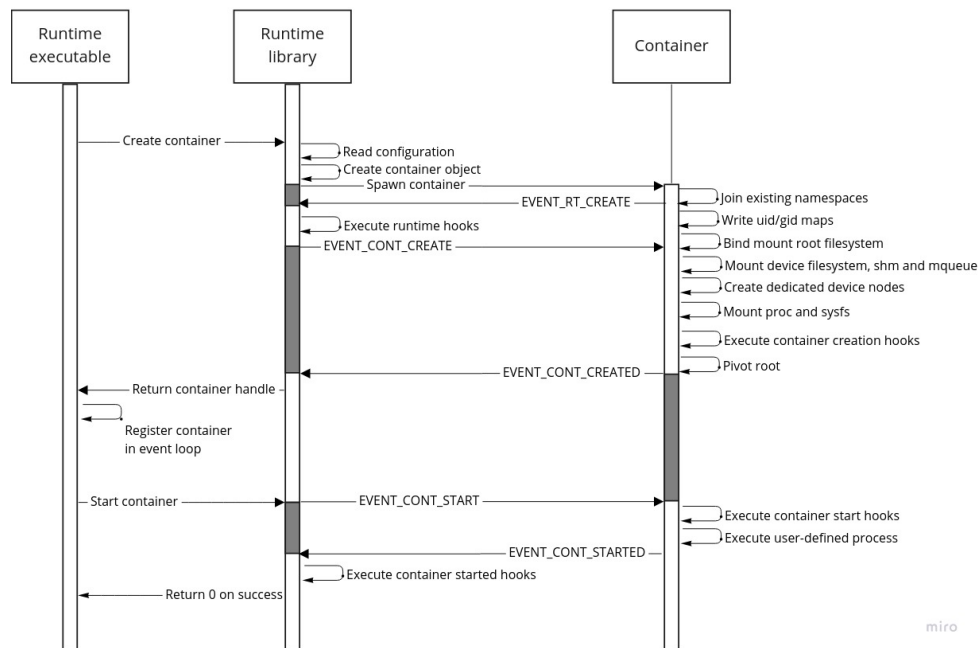 Runtime
executable
Runtime
library
Container
Create container
Read configuration
Create container object
Spawn container
Join existing namespaces
EVENT_RT_CREATE
Write uid/gid maps
Execute runtime hooks
EVENT_CONT_CREATE
Bind mount root filesystem
Mount device filesystem, shm and mqueue
Create dedicated device nodes
Mount proc and sysfs
Execute container creation hooks
Pivot root
EVENT_CONT_CREATED
Return container handle
Register container
in event loop
Start container
EVENT_CONT_START
Execute container start hooks
Execute user-defined process
EVENT_CONT_STARTED
Execute container started hooks
Return 0 on success
miro